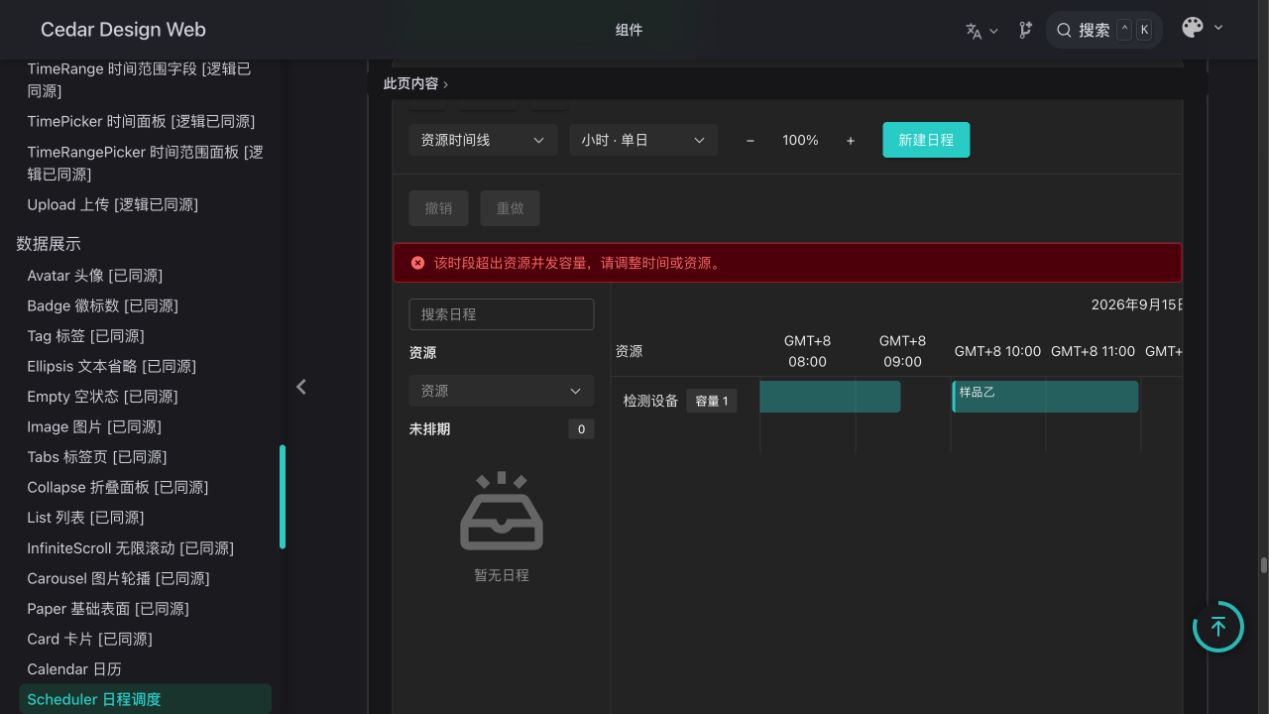 Cedar Design Web
组件
搜索 ^ K
TimeRange 时间范围字段 [逻辑已
同源]
TimePicker 时间面板 [逻辑已同源]
TimeRangePicker 时间范围面板 [逻
辑已同源]
Upload 上传 [逻辑已同源]
数据展示
Avatar 头像 [已同源]
Badge 徽标数 [已同源]
Tag 标签 [已同源]
Ellipsis 文本省略 [已同源]
Empty 空状态 [已同源]
Image 图片 [已同源]
Tabs 标签页 [已同源]
Collapse 折叠面板 [已同源]
List 列表 [已同源]
InfiniteScroll 无限滚动 [已同源]
Carousel 图片轮播 [已同源]
Paper 基础表面 [已同源]
Card 卡片 [已同源]
Calendar 日历
Scheduler 日程调度
此页内容 ›
资源时间线
小时 · 单日
− 100% +
新建日程
撤销
重做
该时段超出资源并发容量，请调整时间或资源。
搜索日程
资源
资源
未排期 0
暂无日程
2026年9月15日
资源
GMT+8
08:00
GMT+8
09:00
GMT+8 10:00
GMT+8 11:00
GMT+
检测设备 容量 1
样品乙